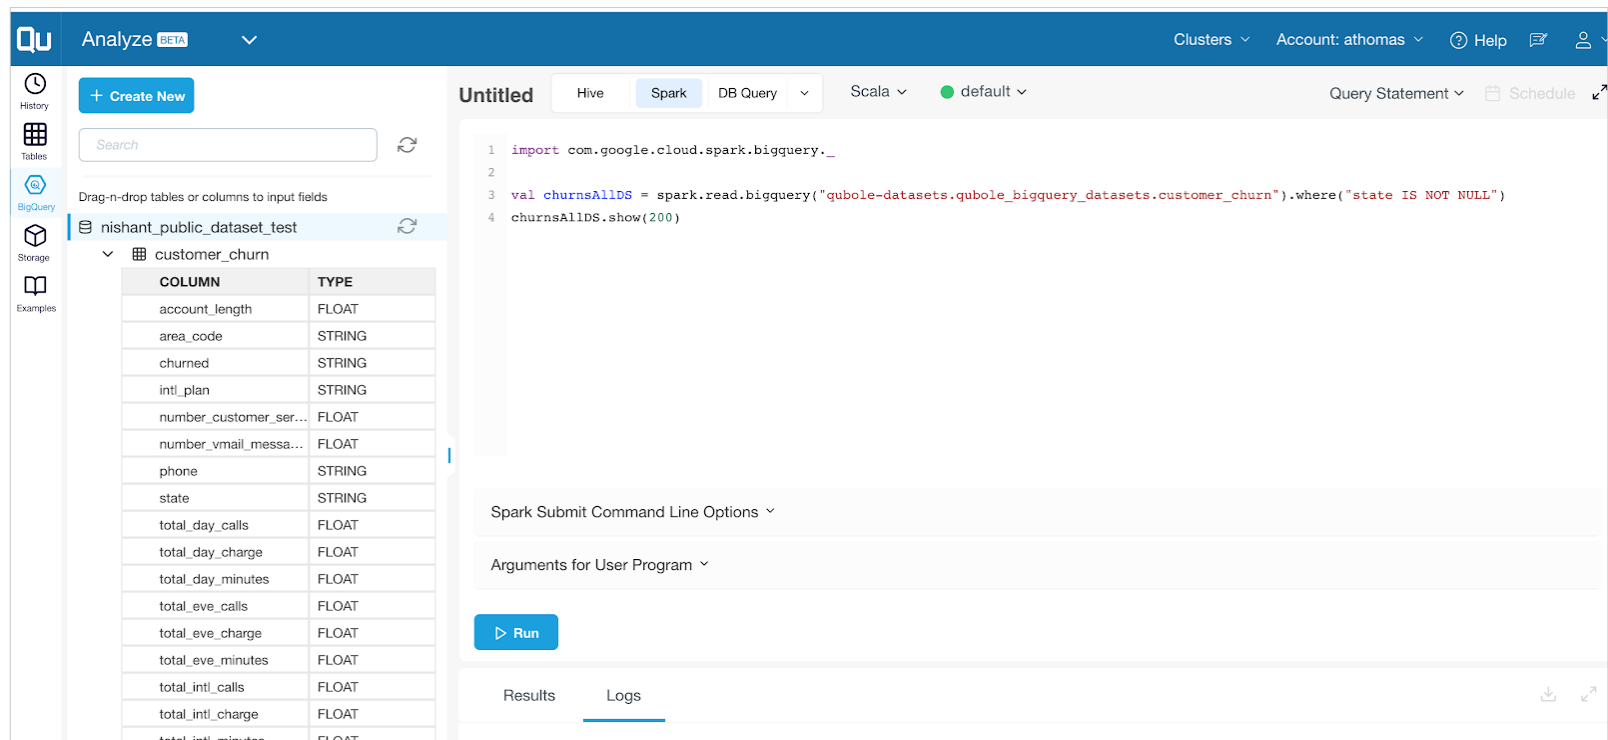 Qu
Analyze BETA
Clusters
Account: athomas
Help
History
Tables
BigQuery
Storage
Examples
+ Create New
Search
Drag-n-drop tables or columns to input fields
nishant_public_dataset_test
customer_churn
COLUMN TYPE
account_length FLOAT
area_code STRING
churned STRING
intl_plan STRING
number_customer_ser... FLOAT
number_vmail_messa... FLOAT
phone STRING
state STRING
total_day_calls FLOAT
total_day_charge FLOAT
total_day_minutes FLOAT
total_eve_calls FLOAT
total_eve_charge FLOAT
total_eve_minutes FLOAT
total_intl_calls FLOAT
total_intl_charge FLOAT
total_intl_minutes FLOAT
Untitled
Hive Spark DB Query
Scala
default
Query Statement
Schedule
1 import com.google.cloud.spark.bigquery._
2
3 val churnsAllDS = spark.read.bigquery("qubole-datasets.qubole_bigquery_datasets.customer_churn").where("state IS NOT NULL")
4 churnsAllDS.show(200)
Spark Submit Command Line Options
Arguments for User Program
Run
Results Logs